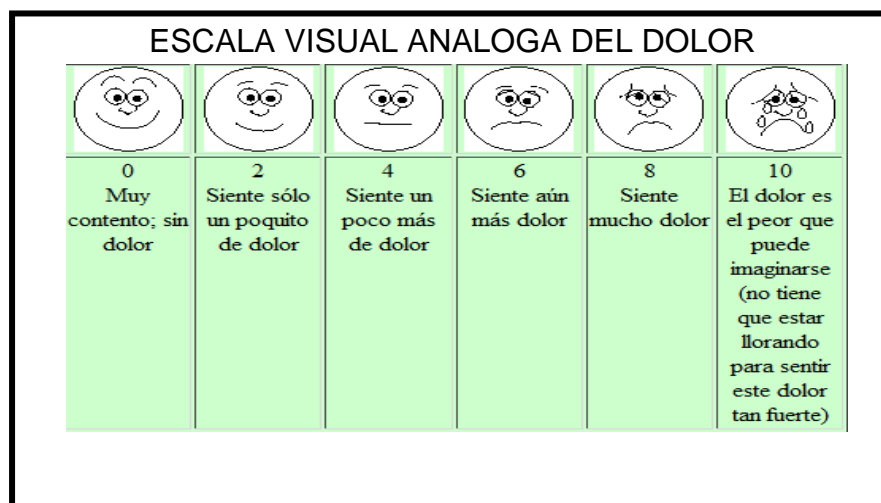 ESCALA VISUAL ANALOGA DEL DOLOR
0
Muy
contento; sin
dolor
2
Siente sólo
un poquito
de dolor
4
Siente un
poco más
de dolor
6
Siente aún
más dolor
8
Siente
mucho dolor
10
El dolor es
el peor que
puede
imaginarse
(no tiene
que estar
llorando
para sentir
este dolor
tan fuerte)